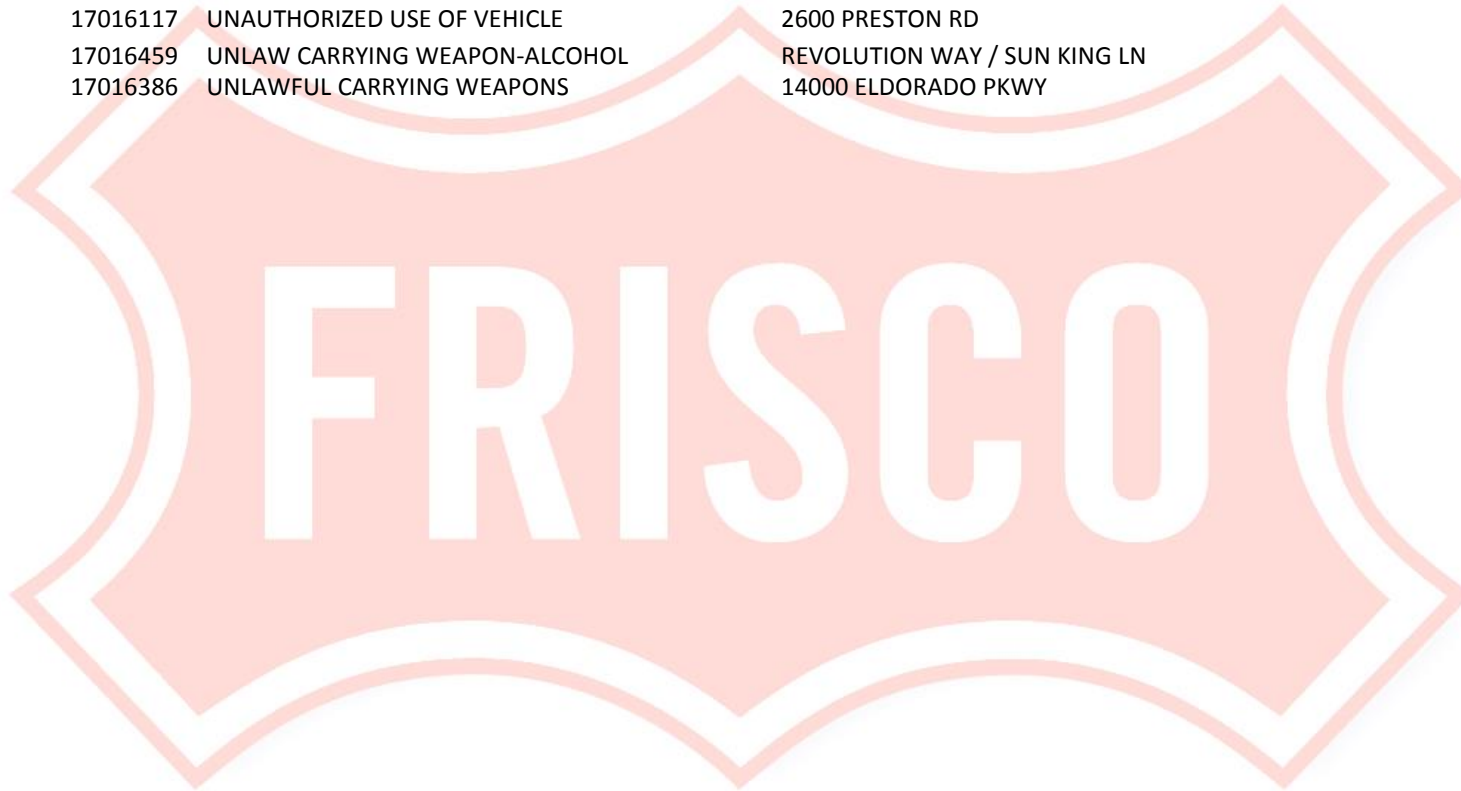 17016117 UNAUTHORIZED USE OF VEHICLE 2600 PRESTON RD
17016459 UNLAW CARRYING WEAPON-ALCOHOL REVOLUTION WAY / SUN KING LN
17016386 UNLAWFUL CARRYING WEAPONS 14000 ELDORADO PKWY
FRISCO